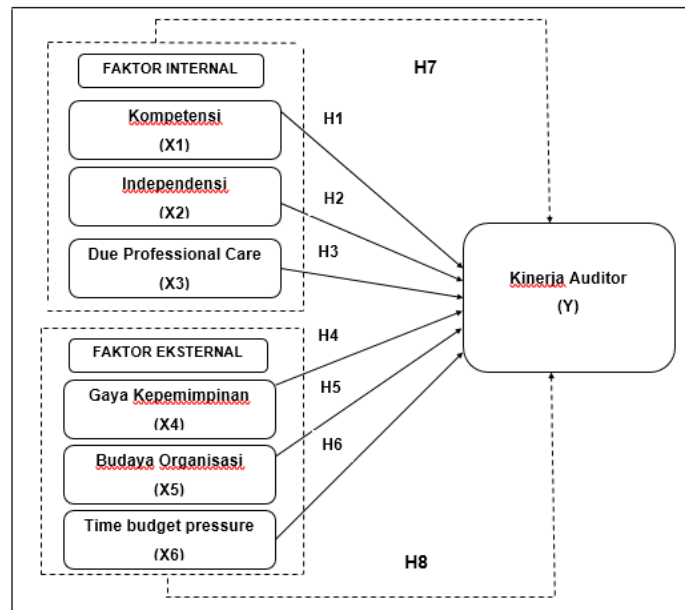 H7
FAKTOR INTERNAL
Kompetensi
(X1)
H1
Independensi
(X2)
H2
Due Professional Care
(X3)
H3
Kinerja Auditor
(Y)
FAKTOR EKSTERNAL
H4
Gaya Kepemimpinan
(X4)
H5
Budaya Organisasi
(X5)
H6
Time budget pressure
(X6)
H8